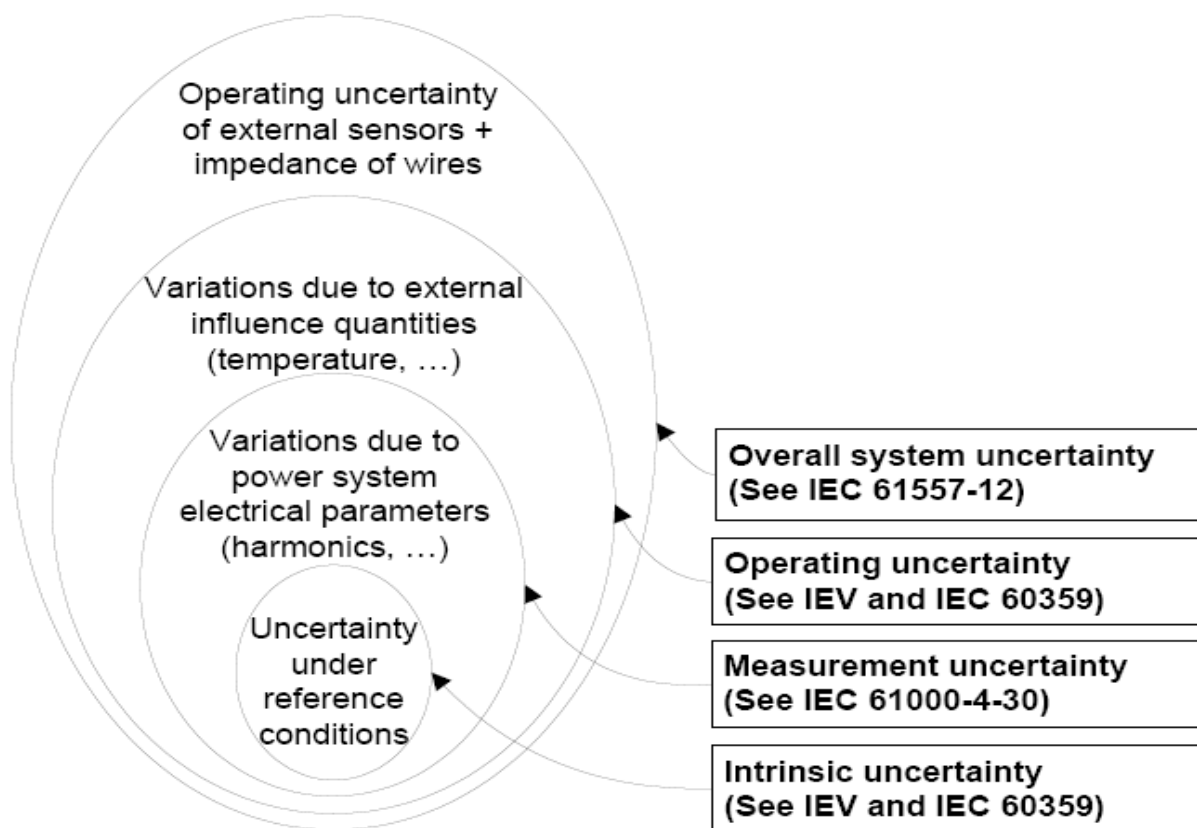 Operating uncertainty
of external sensors +
impedance of wires
Variations due to external
influence quantities
(temperature, …)
Variations due to
power system
electrical parameters
(harmonics, …)
Uncertainty
under
reference
conditions
Overall system uncertainty
(See IEC 61557-12)
Operating uncertainty
(See IEV and IEC 60359)
Measurement uncertainty
(See IEC 61000-4-30)
Intrinsic uncertainty
(See IEV and IEC 60359)